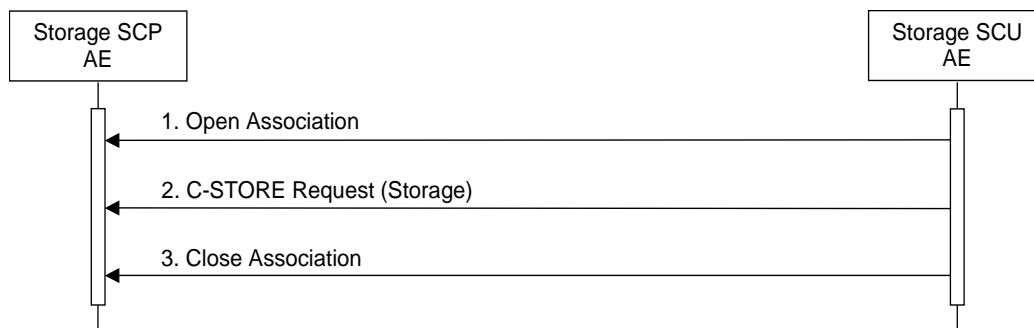 Storage SCP
AE
Storage SCU
AE
1. Open Association
2. C-STORE Request (Storage)
3. Close Association